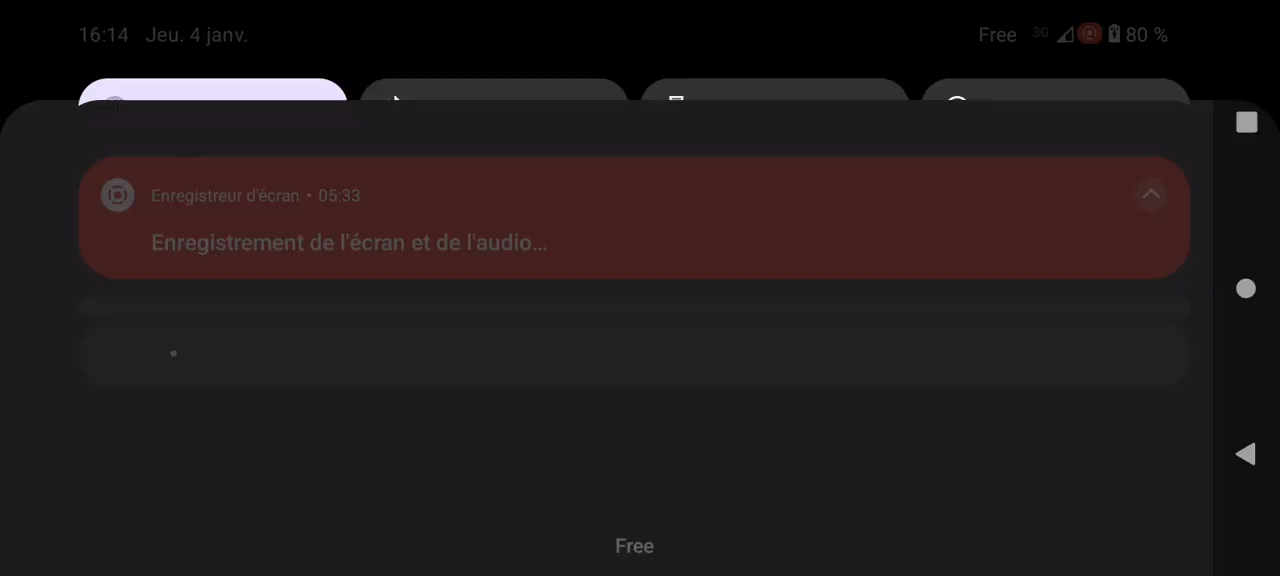 16:14 Jeu. 4 janv.
Free 3G 80 %
Enregistreur d'écran • 05:33
Enregistrement de l'écran et de l'audio…
Free